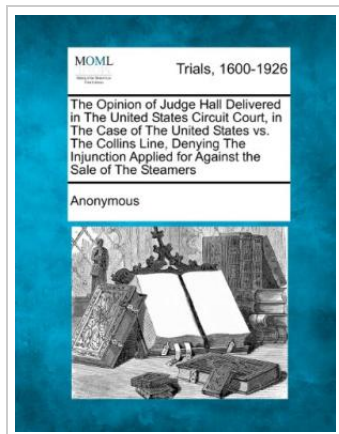 MOML
Trials, 1600-1926
The Opinion of Judge Hall Delivered
in The United States Circuit Court, in
The Case of The United States vs.
The Collins Line, Denying The
Injunction Applied for Against the
Sale of The Steamers
Anonymous